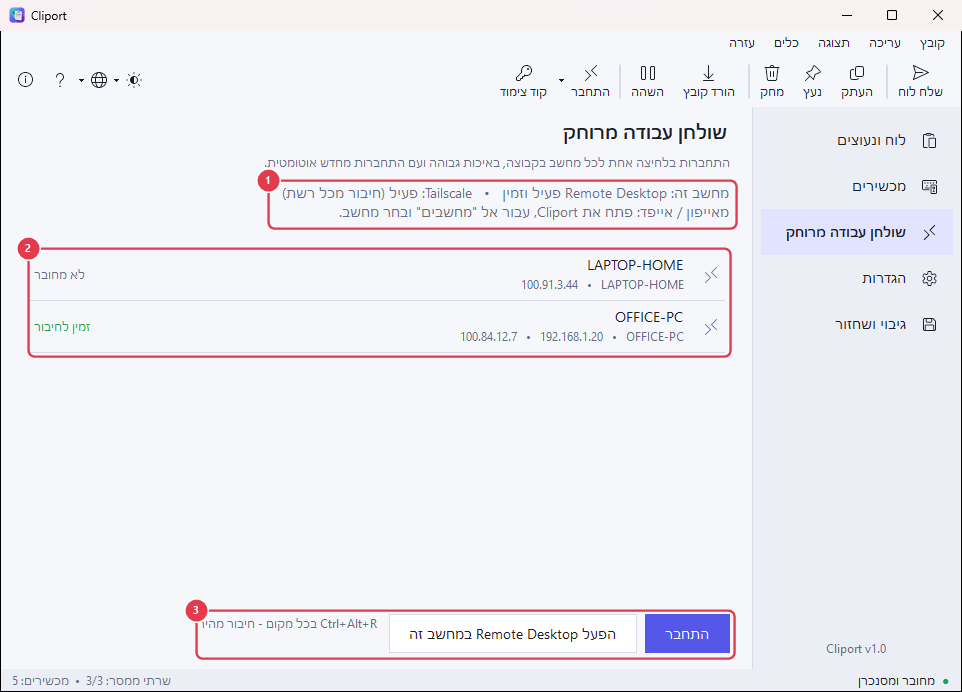 Cliport
קובץ עריכה תצוגה כלים עזרה
שלח לוח העתק נעץ מחק הורד קובץ השהה התחבר קוד צימוד ?
לוח ונעוצים
מכשירים
שולחן עבודה מרוחק
הגדרות
גיבוי ושחזור
Cliport v1.0
שולחן עבודה מרוחק
התחברות בלחיצה אחת לכל מחשב בקבוצה, באיכות גבוהה ועם התחברות מחדש אוטומטית.
1
מחשב זה: Remote Desktop פעיל וזמין • Tailscale: פעיל (חיבור מכל רשת)
מאייפון / אייפד: פתח את Cliport, עבור אל "מחשבים" ובחר מחשב.
2
LAPTOP-HOME
LAPTOP-HOME • 100.91.3.44
לא מחובר
OFFICE-PC
OFFICE-PC • 192.168.1.20 • 100.84.12.7
זמין לחיבור
3
התחבר הפעל Remote Desktop במחשב זה Ctrl+Alt+R בכל מקום - חיבור מהיר
מחובר ומסנכרן
שרתי ממסר: 3/3 • מכשירים: 5